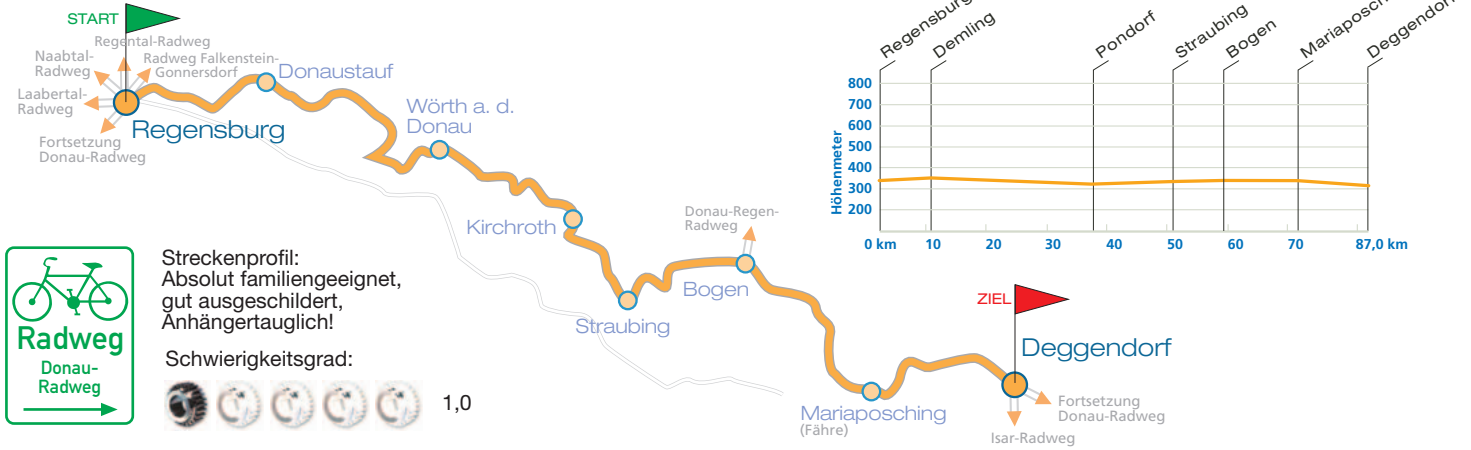 START
Regental-Radweg
Naabtal-
Radweg
Radweg Falkenstein-
Gonnersdorf
Laabertal-
Radweg
Fortsetzung
Donau-Radweg
Regensburg
Donaustauf
Wörth a. d.
Donau
Kirchroth
Straubing
Donau-Regen-
Radweg
Bogen
Mariaposching
(Fähre)
ZIEL
Deggendorf
Fortsetzung
Donau-Radweg
Isar-Radweg
Radweg
Donau-
Radweg
Streckenprofil:
Absolut familiengeeignet,
gut ausgeschildert,
Anhängertauglich!
Schwierigkeitsgrad:
1,0
Regensburg
Demling
Pondorf
Straubing
Bogen
Mariaposch
Deggendorf
Höhenmeter
800
700
600
500
400
300
200
0 km 10 20 30 40 50 60 70 87,0 km